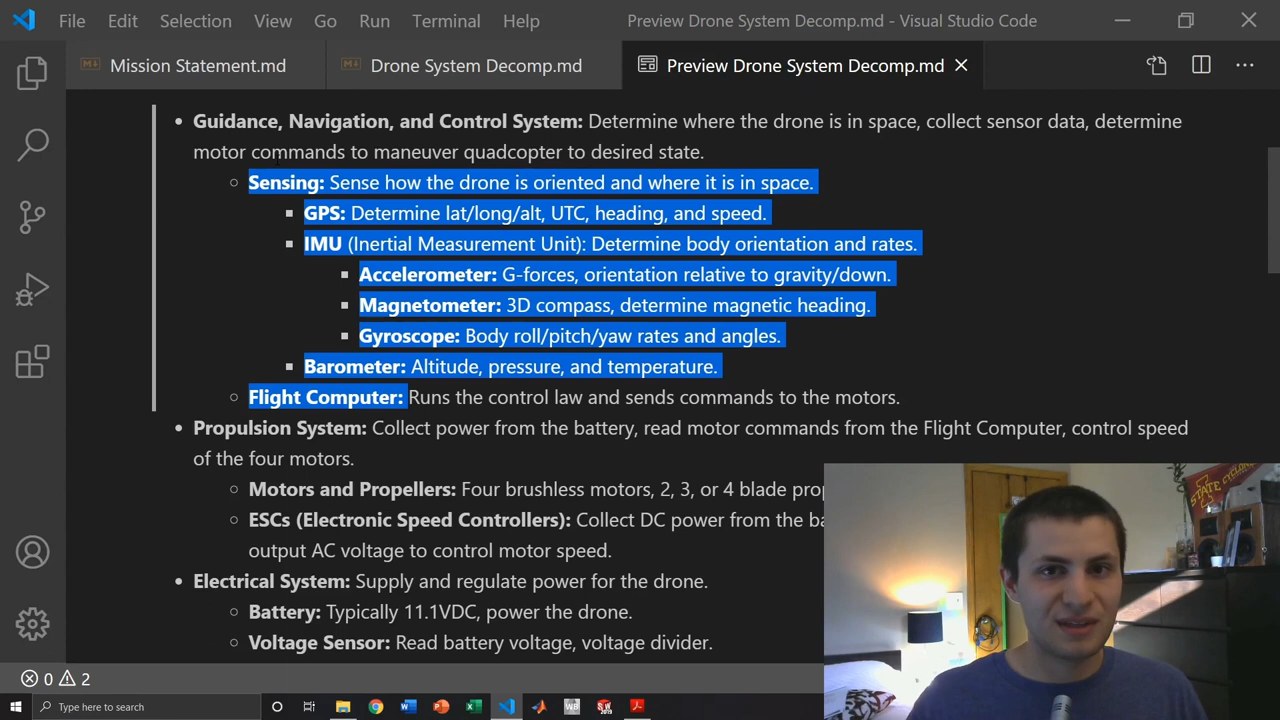 File Edit Selection View Go Run Terminal Help Preview Drone System Decomp.md - Visual Studio Code
Mission Statement.md Drone System Decomp.md Preview Drone System Decomp.md
Guidance, Navigation, and Control System: Determine where the drone is in space, collect sensor data, determine
motor commands to maneuver quadcopter to desired state.
Sensing: Sense how the drone is oriented and where it is in space.
GPS: Determine lat/long/alt, UTC, heading, and speed.
IMU (Inertial Measurement Unit): Determine body orientation and rates.
Accelerometer: G-forces, orientation relative to gravity/down.
Magnetometer: 3D compass, determine magnetic heading.
Gyroscope: Body roll/pitch/yaw rates and angles.
Barometer: Altitude, pressure, and temperature.
Flight Computer: Runs the control law and sends commands to the motors.
Propulsion System: Collect power from the battery, read motor commands from the Flight Computer, control speed
of the four motors.
Motors and Propellers: Four brushless motors, 2, 3, or 4 blade
ESCs (Electronic Speed Controllers): Collect DC power from the
output AC voltage to control motor speed.
Electrical System: Supply and regulate power for the drone.
Battery: Typically 11.1VDC, power the drone.
Voltage Sensor: Read battery voltage, voltage divider.
0 2
Type here to search